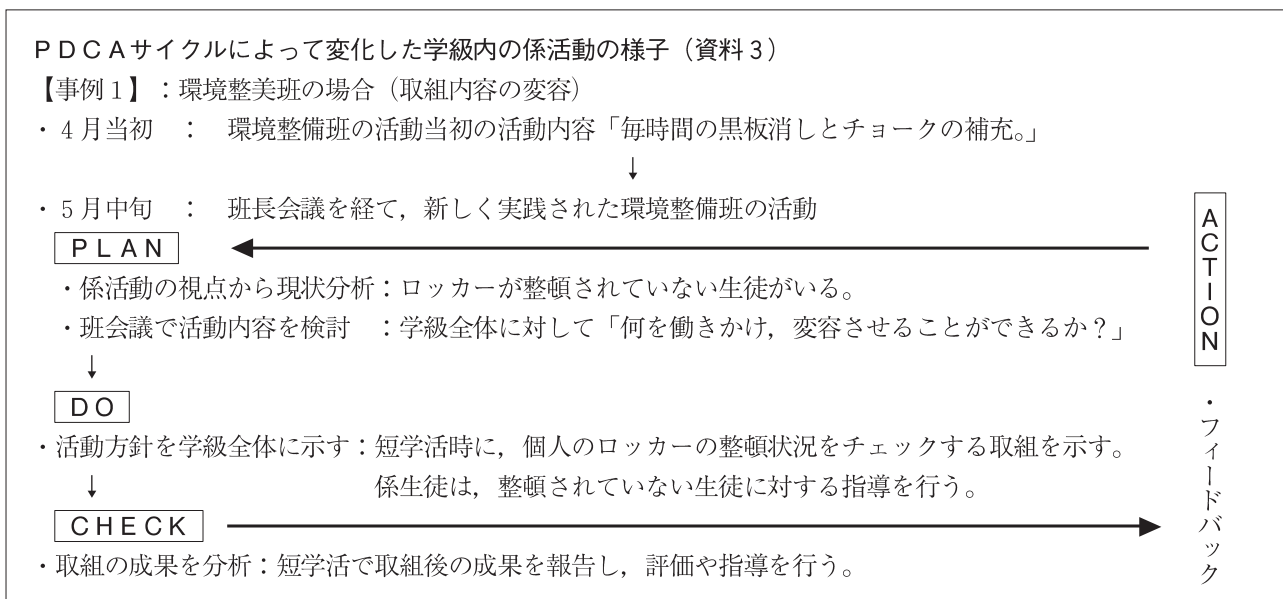 PDCAサイクルによって変化した学級内の係活動の様子（資料3）
【事例1】：環境整美班の場合（取組内容の変容）
・4月当初　：　環境整備班の活動当初の活動内容「毎時間の黒板消しとチョークの補充。」
↓
・5月中旬　：　班長会議を経て，新しく実践された環境整備班の活動
PLAN
・係活動の視点から現状分析：ロッカーが整頓されていない生徒がいる。
・班会議で活動内容を検討　：学級全体に対して「何を働きかけ，変容させることができるか？」
↓
DO
・活動方針を学級全体に示す：短学活時に，個人のロッカーの整頓状況をチェックする取組を示す。
↓　係生徒は，整頓されていない生徒に対する指導を行う。
CHECK
・取組の成果を分析：短学活で取組後の成果を報告し，評価や指導を行う。
ACTION
・フィードバック